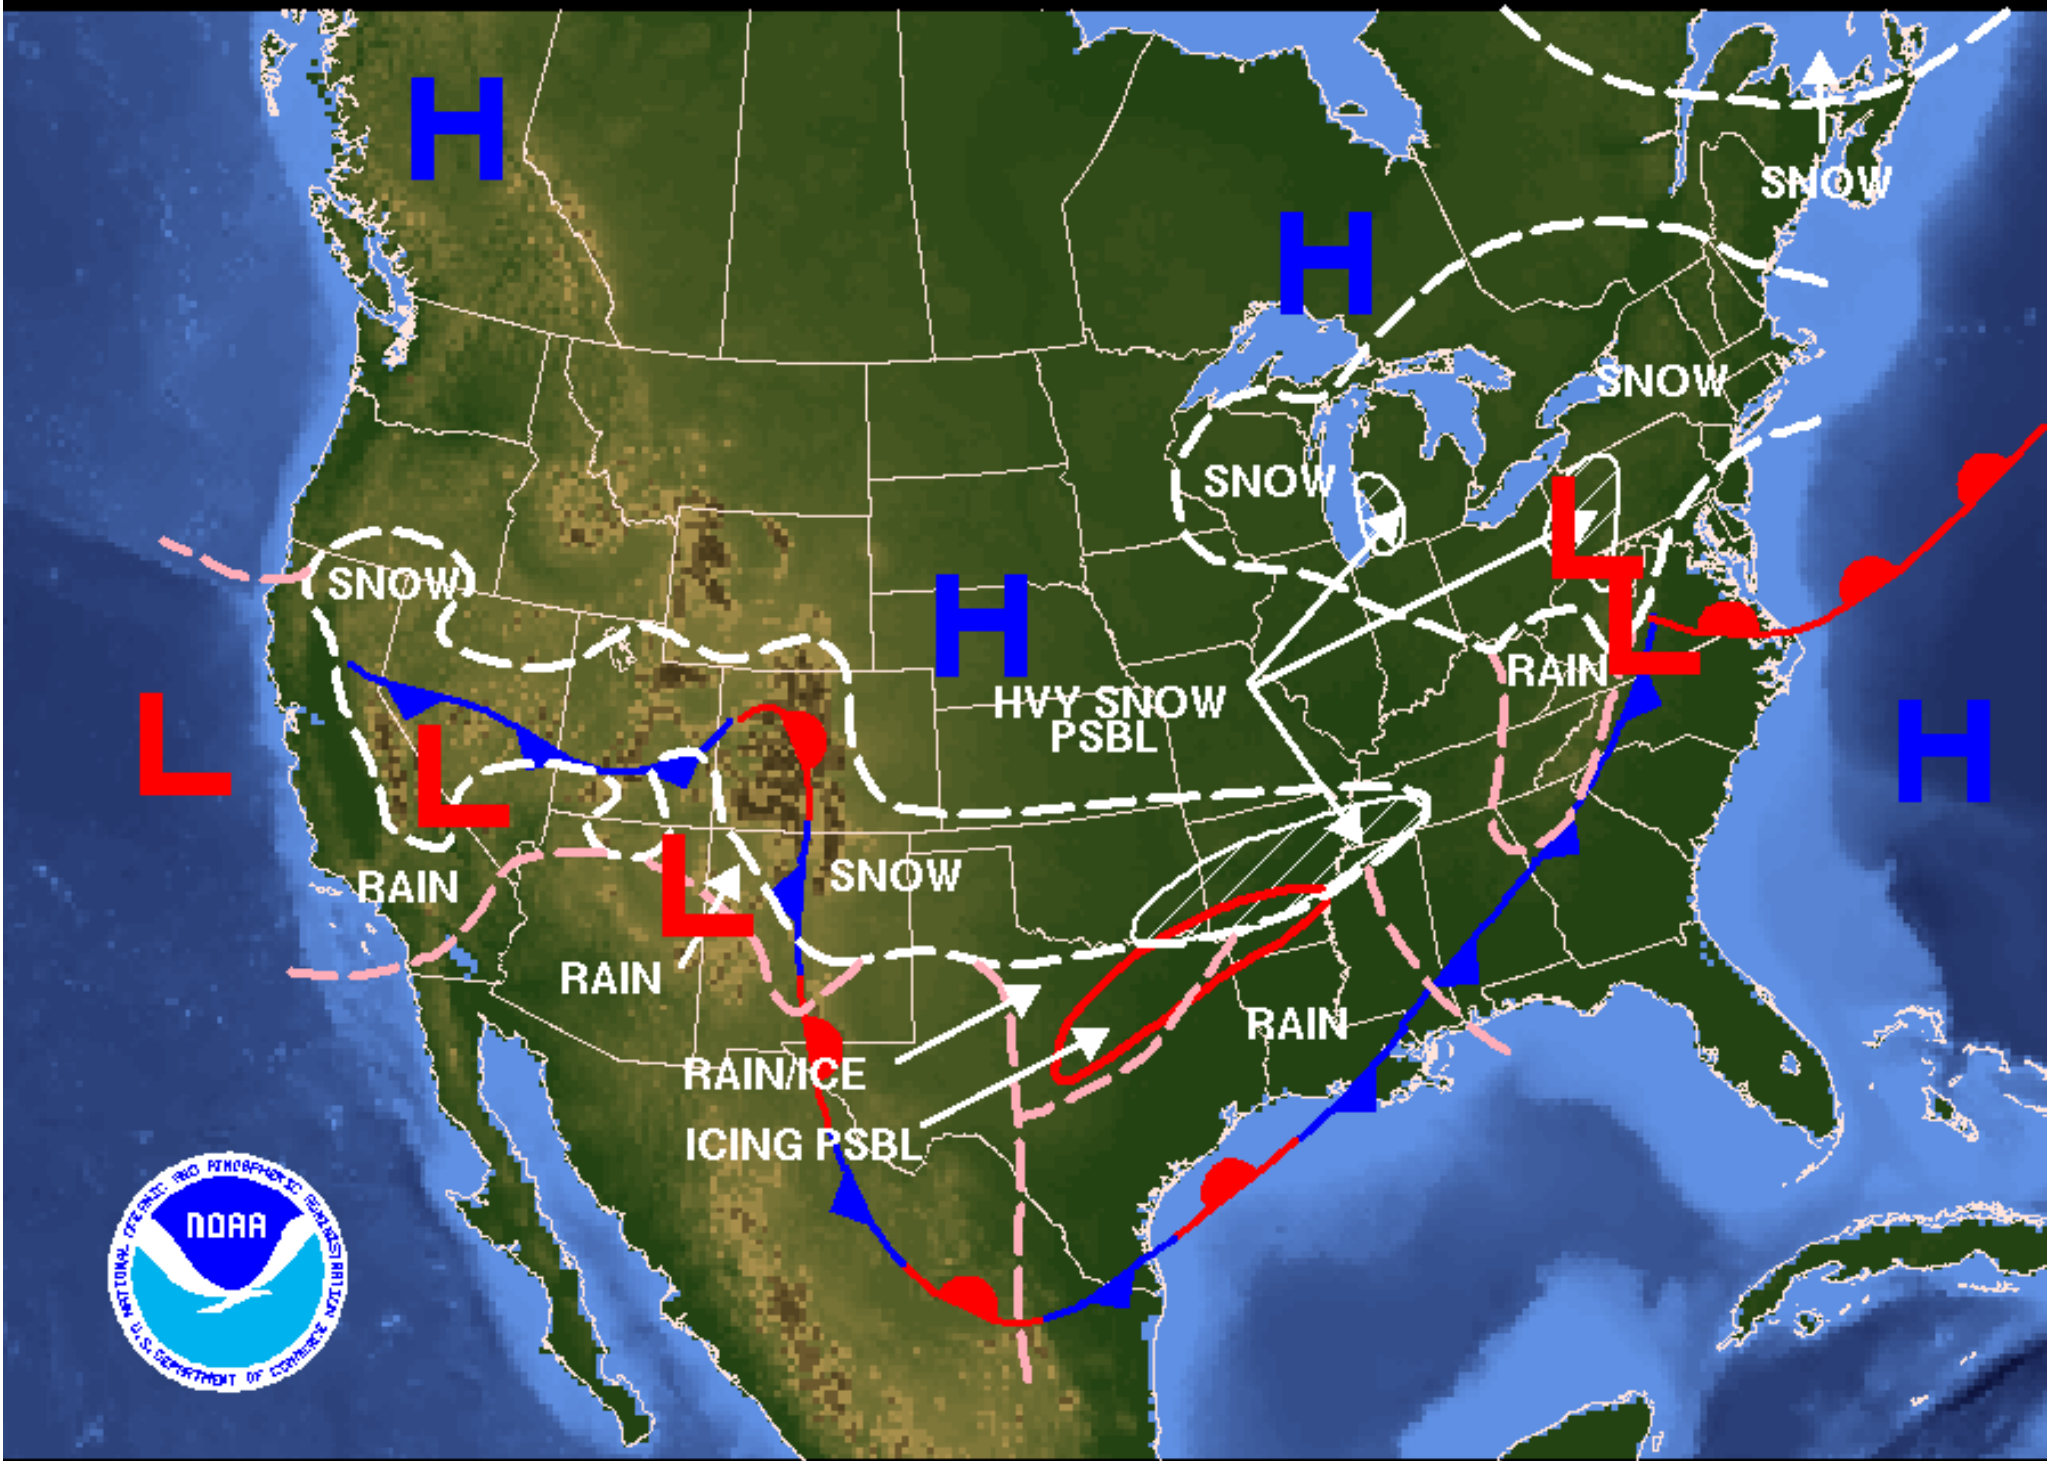 H
SNOW
H
SNOW
SNOW
L
SNOW
H
L
RAIN
HVY SNOW
PSBL
L
L
H
L
SNOW
RAIN
RAIN
RAIN
RAIN/ICE
ICING PSBL
NATIONAL OCEANIC AND ATMOSPHERIC ADMINISTRATION
NOAA
U.S. DEPARTMENT OF COMMERCE
SNOW